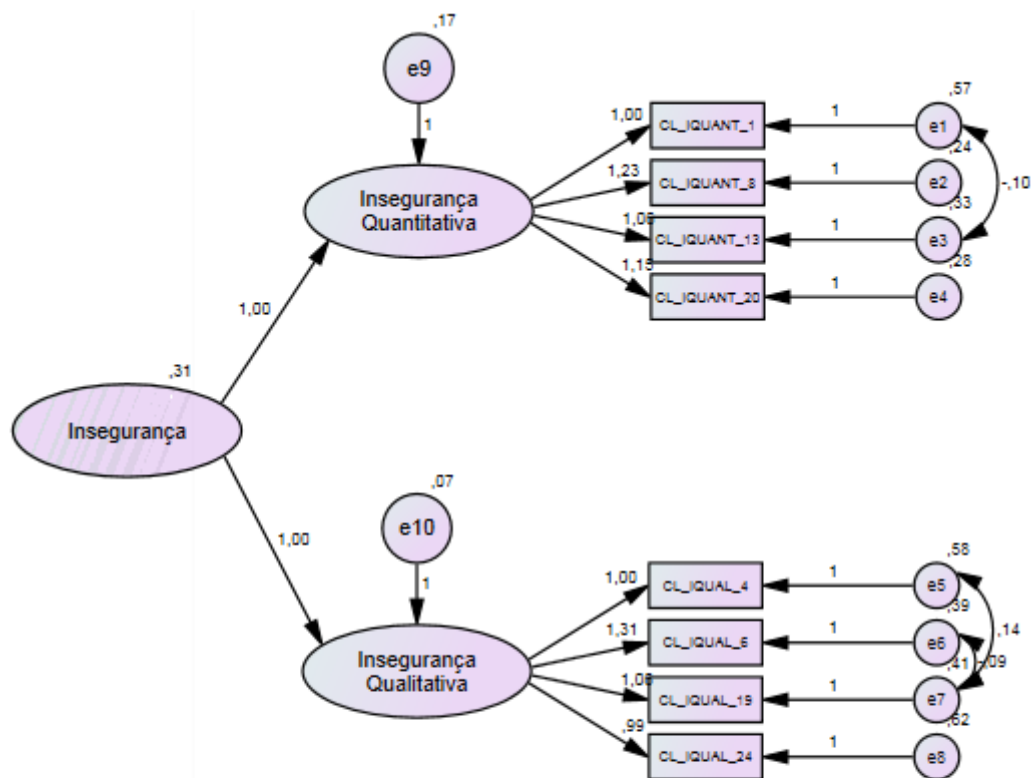 ,17
e9
1
Insegurança
Quantitativa
1,00
CL_IQUANT_1
1
,57
e1
1,23
CL_IQUANT_8
1
,24
e2
-,10
CL_IQUANT_13
1
,33
e3
1,15
CL_IQUANT_20
1
,28
e4
1,00
,31
Insegurança
1,00
,07
e10
1
Insegurança
Qualitativa
1,00
CL_IQUAL_4
1
,58
e5
,14
1,31
CL_IQUAL_6
1
,39
e6
-,09
CL_IQUAL_19
1
,41
e7
,99
CL_IQUAL_24
1
,62
e8